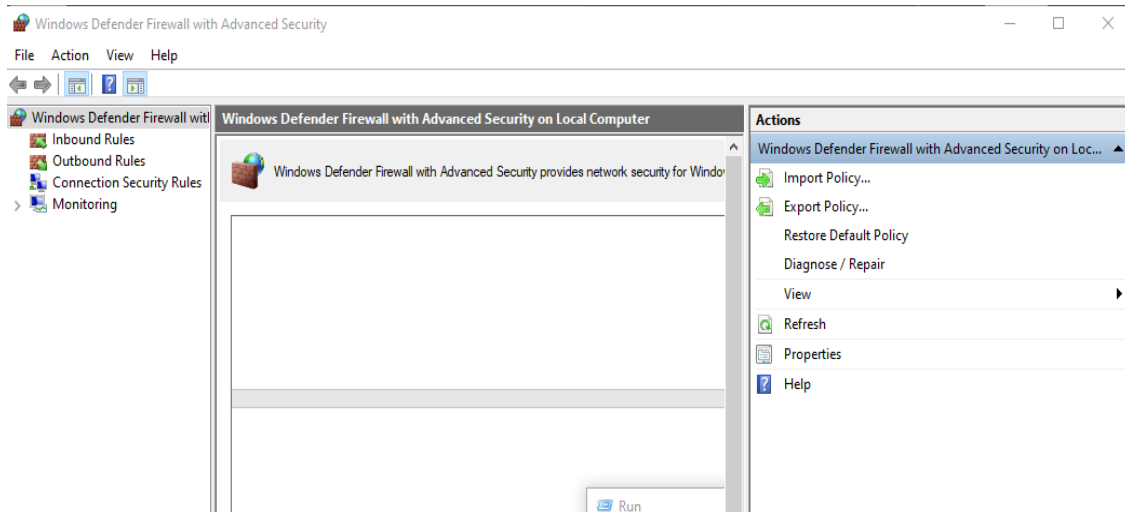 Windows Defender Firewall with Advanced Security
File Action View Help
Windows Defender Firewall with
Inbound Rules
Outbound Rules
Connection Security Rules
Monitoring
Windows Defender Firewall with Advanced Security on Local Computer
Windows Defender Firewall with Advanced Security provides network security for Window
Run
Actions
Windows Defender Firewall with Advanced Security on Loc...
Import Policy...
Export Policy...
Restore Default Policy
Diagnose / Repair
View
Refresh
Properties
Help